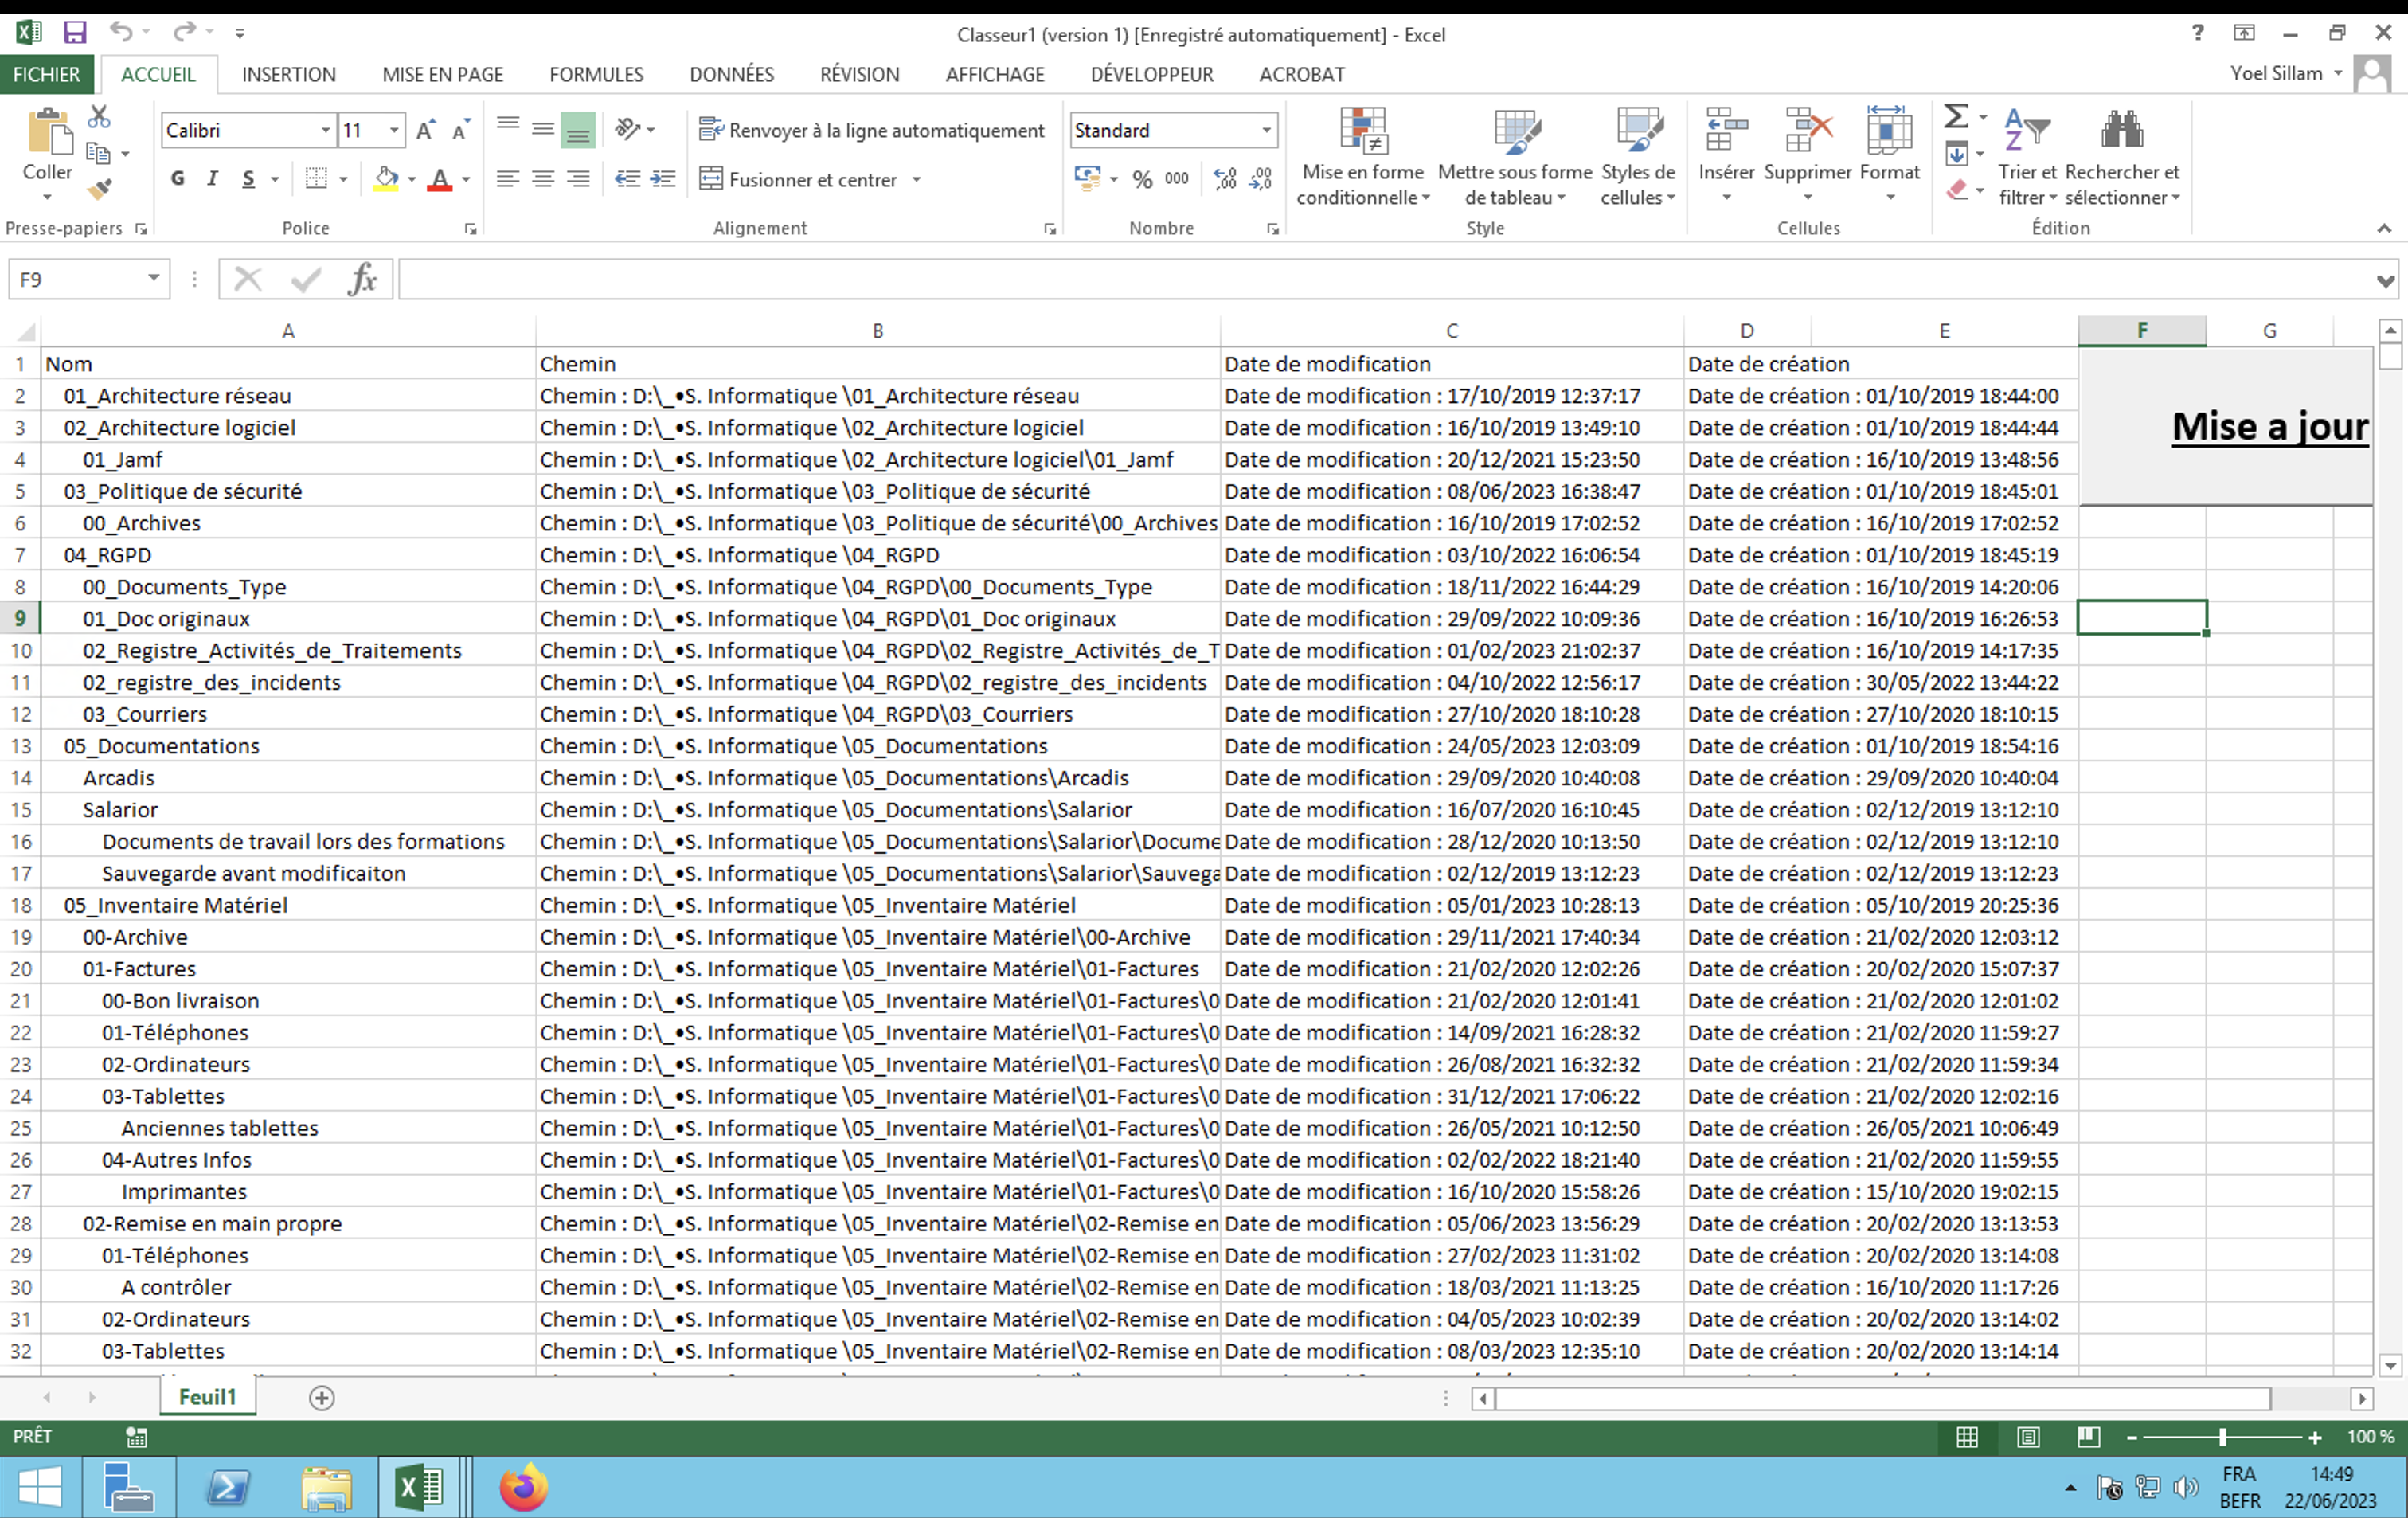 Classeur1 (version 1) [Enregistré automatiquement] - Excel
FICHIER ACCUEIL INSERTION MISE EN PAGE FORMULES DONNÉES RÉVISION AFFICHAGE DÉVELOPPEUR ACROBAT Yoel Sillam
Calibri 11 Renvoyer à la ligne automatiquement Standard
Coller G I S Fusionner et centrer % 000
Mise en forme conditionnelle Mettre sous forme de tableau Styles de cellules Insérer Supprimer Format Trier et filtrer Rechercher et sélectionner
Presse-papiers Police Alignement Nombre Style Cellules Édition
F9 fx
A B C D E F G
1 Nom Chemin Date de modification Date de création
2 01_Architecture réseau Chemin : D:\_•S. Informatique \01_Architecture réseau Date de modification : 17/10/2019 12:37:17 Date de création : 01/10/2019 18:44:00
Mise a jour
3 02_Architecture logiciel Chemin : D:\_•S. Informatique \02_Architecture logiciel Date de modification : 16/10/2019 13:49:10 Date de création : 01/10/2019 18:44:44
4 01_Jamf Chemin : D:\_•S. Informatique \02_Architecture logiciel\01_Jamf Date de modification : 20/12/2021 15:23:50 Date de création : 16/10/2019 13:48:56
5 03_Politique de sécurité Chemin : D:\_•S. Informatique \03_Politique de sécurité Date de modification : 08/06/2023 16:38:47 Date de création : 01/10/2019 18:45:01
6 00_Archives Chemin : D:\_•S. Informatique \03_Politique de sécurité\00_Archives Date de modification : 16/10/2019 17:02:52 Date de création : 16/10/2019 17:02:52
7 04_RGPD Chemin : D:\_•S. Informatique \04_RGPD Date de modification : 03/10/2022 16:06:54 Date de création : 01/10/2019 18:45:19
8 00_Documents_Type Chemin : D:\_•S. Informatique \04_RGPD\00_Documents_Type Date de modification : 18/11/2022 16:44:29 Date de création : 16/10/2019 14:20:06
9 01_Doc originaux Chemin : D:\_•S. Informatique \04_RGPD\01_Doc originaux Date de modification : 29/09/2022 10:09:36 Date de création : 16/10/2019 16:26:53
10 02_Registre_Activités_de_Traitements Chemin : D:\_•S. Informatique \04_RGPD\02_Registre_Activités_de_T Date de modification : 01/02/2023 21:02:37 Date de création : 16/10/2019 14:17:35
11 02_registre_des_incidents Chemin : D:\_•S. Informatique \04_RGPD\02_registre_des_incidents Date de modification : 04/10/2022 12:56:17 Date de création : 30/05/2022 13:44:22
12 03_Courriers Chemin : D:\_•S. Informatique \04_RGPD\03_Courriers Date de modification : 27/10/2020 18:10:28 Date de création : 27/10/2020 18:10:15
13 05_Documentations Chemin : D:\_•S. Informatique \05_Documentations Date de modification : 24/05/2023 12:03:09 Date de création : 01/10/2019 18:54:16
14 Arcadis Chemin : D:\_•S. Informatique \05_Documentations\Arcadis Date de modification : 29/09/2020 10:40:08 Date de création : 29/09/2020 10:40:04
15 Salarior Chemin : D:\_•S. Informatique \05_Documentations\Salarior Date de modification : 16/07/2020 16:10:45 Date de création : 02/12/2019 13:12:10
16 Documents de travail lors des formations Chemin : D:\_•S. Informatique \05_Documentations\Salarior\Docume Date de modification : 28/12/2020 10:13:50 Date de création : 02/12/2019 13:12:10
17 Sauvegarde avant modificaiton Chemin : D:\_•S. Informatique \05_Documentations\Salarior\Sauvega Date de modification : 02/12/2019 13:12:23 Date de création : 02/12/2019 13:12:23
18 05_Inventaire Matériel Chemin : D:\_•S. Informatique \05_Inventaire Matériel Date de modification : 05/01/2023 10:28:13 Date de création : 05/10/2019 20:25:36
19 00-Archive Chemin : D:\_•S. Informatique \05_Inventaire Matériel\00-Archive Date de modification : 29/11/2021 17:40:34 Date de création : 21/02/2020 12:03:12
20 01-Factures Chemin : D:\_•S. Informatique \05_Inventaire Matériel\01-Factures Date de modification : 21/02/2020 12:02:26 Date de création : 20/02/2020 15:07:37
21 00-Bon livraison Chemin : D:\_•S. Informatique \05_Inventaire Matériel\01-Factures\0 Date de modification : 21/02/2020 12:01:41 Date de création : 21/02/2020 12:01:02
22 01-Téléphones Chemin : D:\_•S. Informatique \05_Inventaire Matériel\01-Factures\0 Date de modification : 14/09/2021 16:28:32 Date de création : 21/02/2020 11:59:27
23 02-Ordinateurs Chemin : D:\_•S. Informatique \05_Inventaire Matériel\01-Factures\0 Date de modification : 26/08/2021 16:32:32 Date de création : 21/02/2020 11:59:34
24 03-Tablettes Chemin : D:\_•S. Informatique \05_Inventaire Matériel\01-Factures\0 Date de modification : 31/12/2021 17:06:22 Date de création : 21/02/2020 12:02:16
25 Anciennes tablettes Chemin : D:\_•S. Informatique \05_Inventaire Matériel\01-Factures\0 Date de modification : 26/05/2021 10:12:50 Date de création : 26/05/2021 10:06:49
26 04-Autres Infos Chemin : D:\_•S. Informatique \05_Inventaire Matériel\01-Factures\0 Date de modification : 02/02/2022 18:21:40 Date de création : 21/02/2020 11:59:55
27 Imprimantes Chemin : D:\_•S. Informatique \05_Inventaire Matériel\01-Factures\0 Date de modification : 16/10/2020 15:58:26 Date de création : 15/10/2020 19:02:15
28 02-Remise en main propre Chemin : D:\_•S. Informatique \05_Inventaire Matériel\02-Remise en Date de modification : 05/06/2023 13:56:29 Date de création : 20/02/2020 13:13:53
29 01-Téléphones Chemin : D:\_•S. Informatique \05_Inventaire Matériel\02-Remise en Date de modification : 27/02/2023 11:31:02 Date de création : 20/02/2020 13:14:08
30 A contrôler Chemin : D:\_•S. Informatique \05_Inventaire Matériel\02-Remise en Date de modification : 18/03/2021 11:13:25 Date de création : 16/10/2020 11:17:26
31 02-Ordinateurs Chemin : D:\_•S. Informatique \05_Inventaire Matériel\02-Remise en Date de modification : 04/05/2023 10:02:39 Date de création : 20/02/2020 13:14:02
32 03-Tablettes Chemin : D:\_•S. Informatique \05_Inventaire Matériel\02-Remise en Date de modification : 08/03/2023 12:35:10 Date de création : 20/02/2020 13:14:14
Feuil1
PRÊT 100 %
FRA 14:49
BEFR 22/06/2023